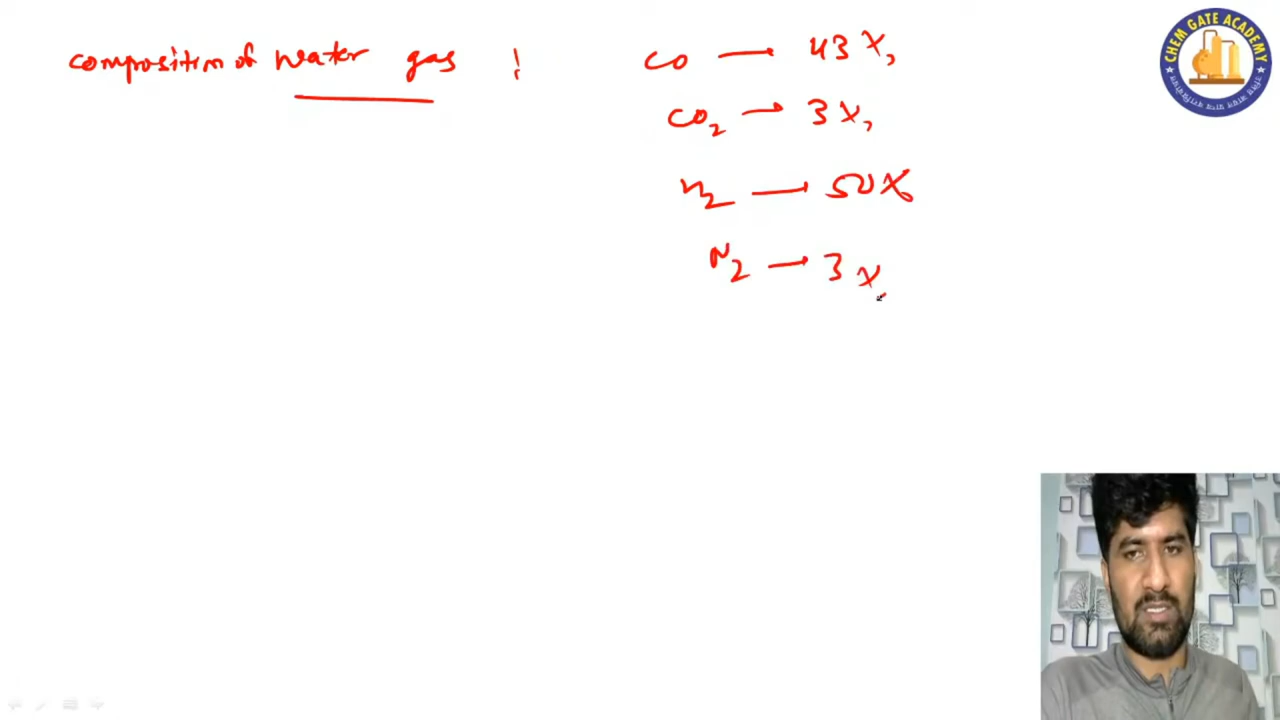 composition of water gas : CO → 43%,
CO2 → 3%,
H2 → 50%
N2 → 3%
CHEM GATE ACADEMY